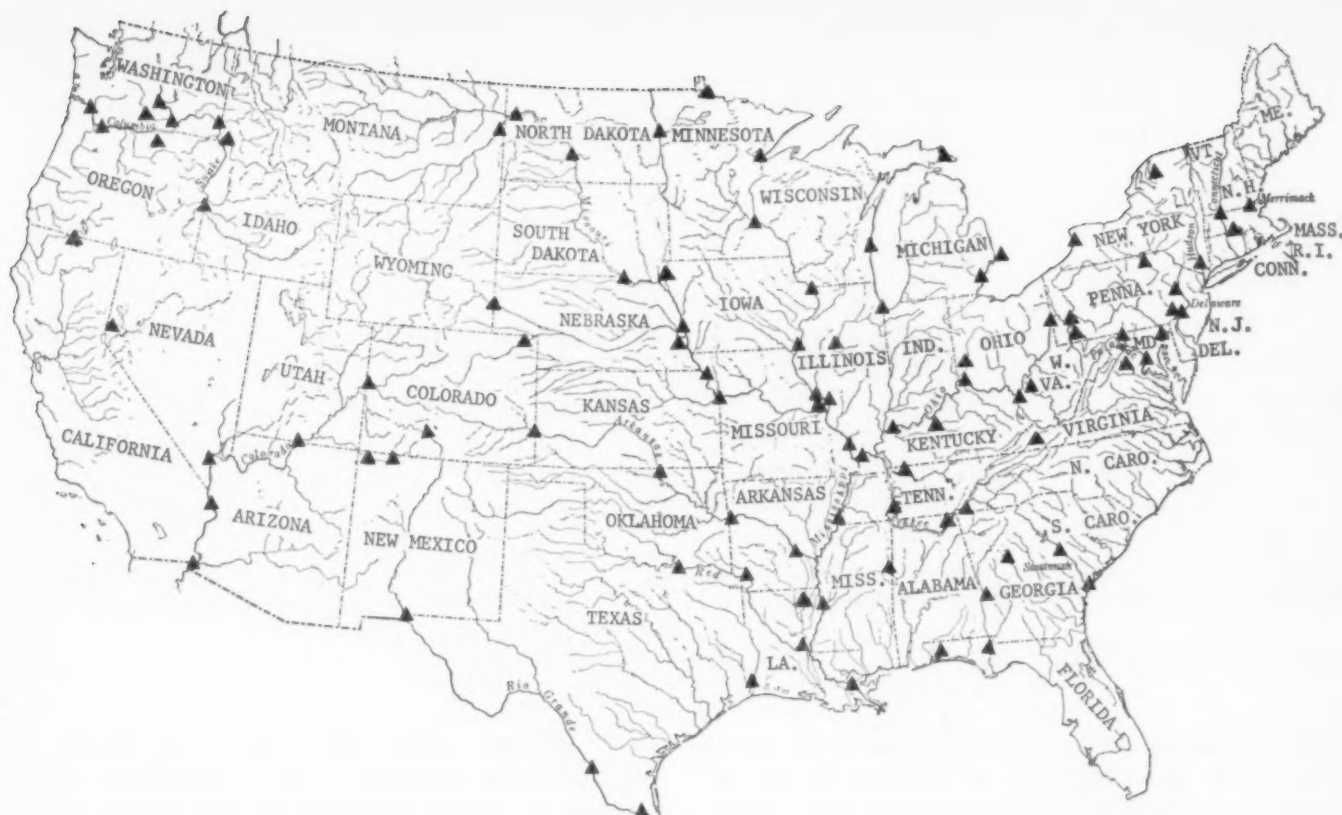 WASHINGTON
Columbia
OREGON
Snake
IDAHO
MONTANA
NORTH DAKOTA
MINNESOTA
SOUTH
DAKOTA
Missouri
WISCONSIN
MICHIGAN
WYOMING
NEBRASKA
IOWA
NEVADA
UTAH
COLORADO
KANSAS
Arkansas
CALIFORNIA
Colorado
ARIZONA
NEW MEXICO
OKLAHOMA
Red
TEXAS
Rio Grande
MISSOURI
ARKANSAS
Mississippi
ILLINOIS
IND.
OHIO
Ohio
KENTUCKY
TENN.
W.
VA.
VIRGINIA
N. CARO.
S. CARO.
Savannah
MISS.
ALABAMA
GEORGIA
LA.
FLORIDA
ME.
VT.
Connecticut
N.H.
Merrimack
MASS.
R.I.
CONN.
NEW YORK
Hudson
PENNA.
Delaware
N.J.
MD
DEL.